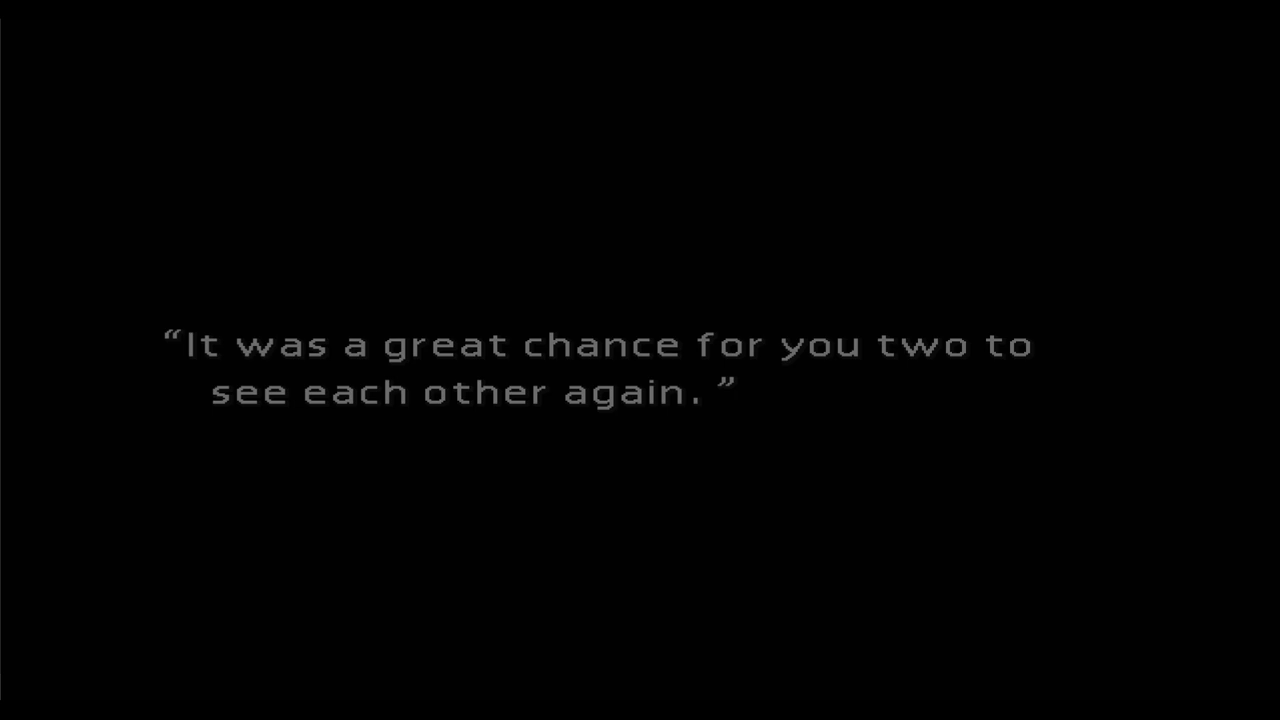 “It was a great chance for you two to
see each other again. ”